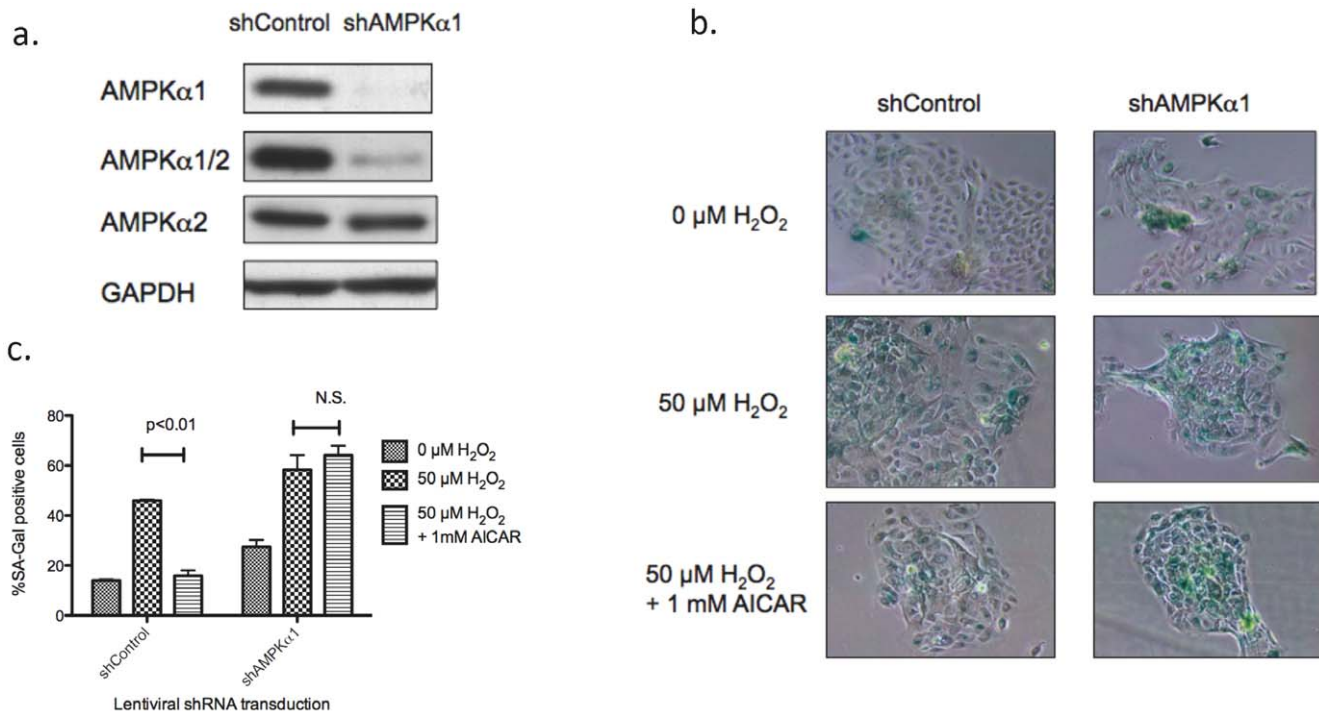 a.
shControl shAMPKα1
AMPKα1
AMPKα1/2
AMPKα2
GAPDH
b.
shControl shAMPKα1
0 µM H₂O₂
50 µM H₂O₂
50 µM H₂O₂
+ 1 mM AICAR
c.
%SA-Gal positive cells
80
60
40
20
0
p<0.01
N.S.
0 µM H₂O₂
50 µM H₂O₂
50 µM H₂O₂
+ 1mM AICAR
shControl
shAMPKα1
Lentiviral shRNA transduction